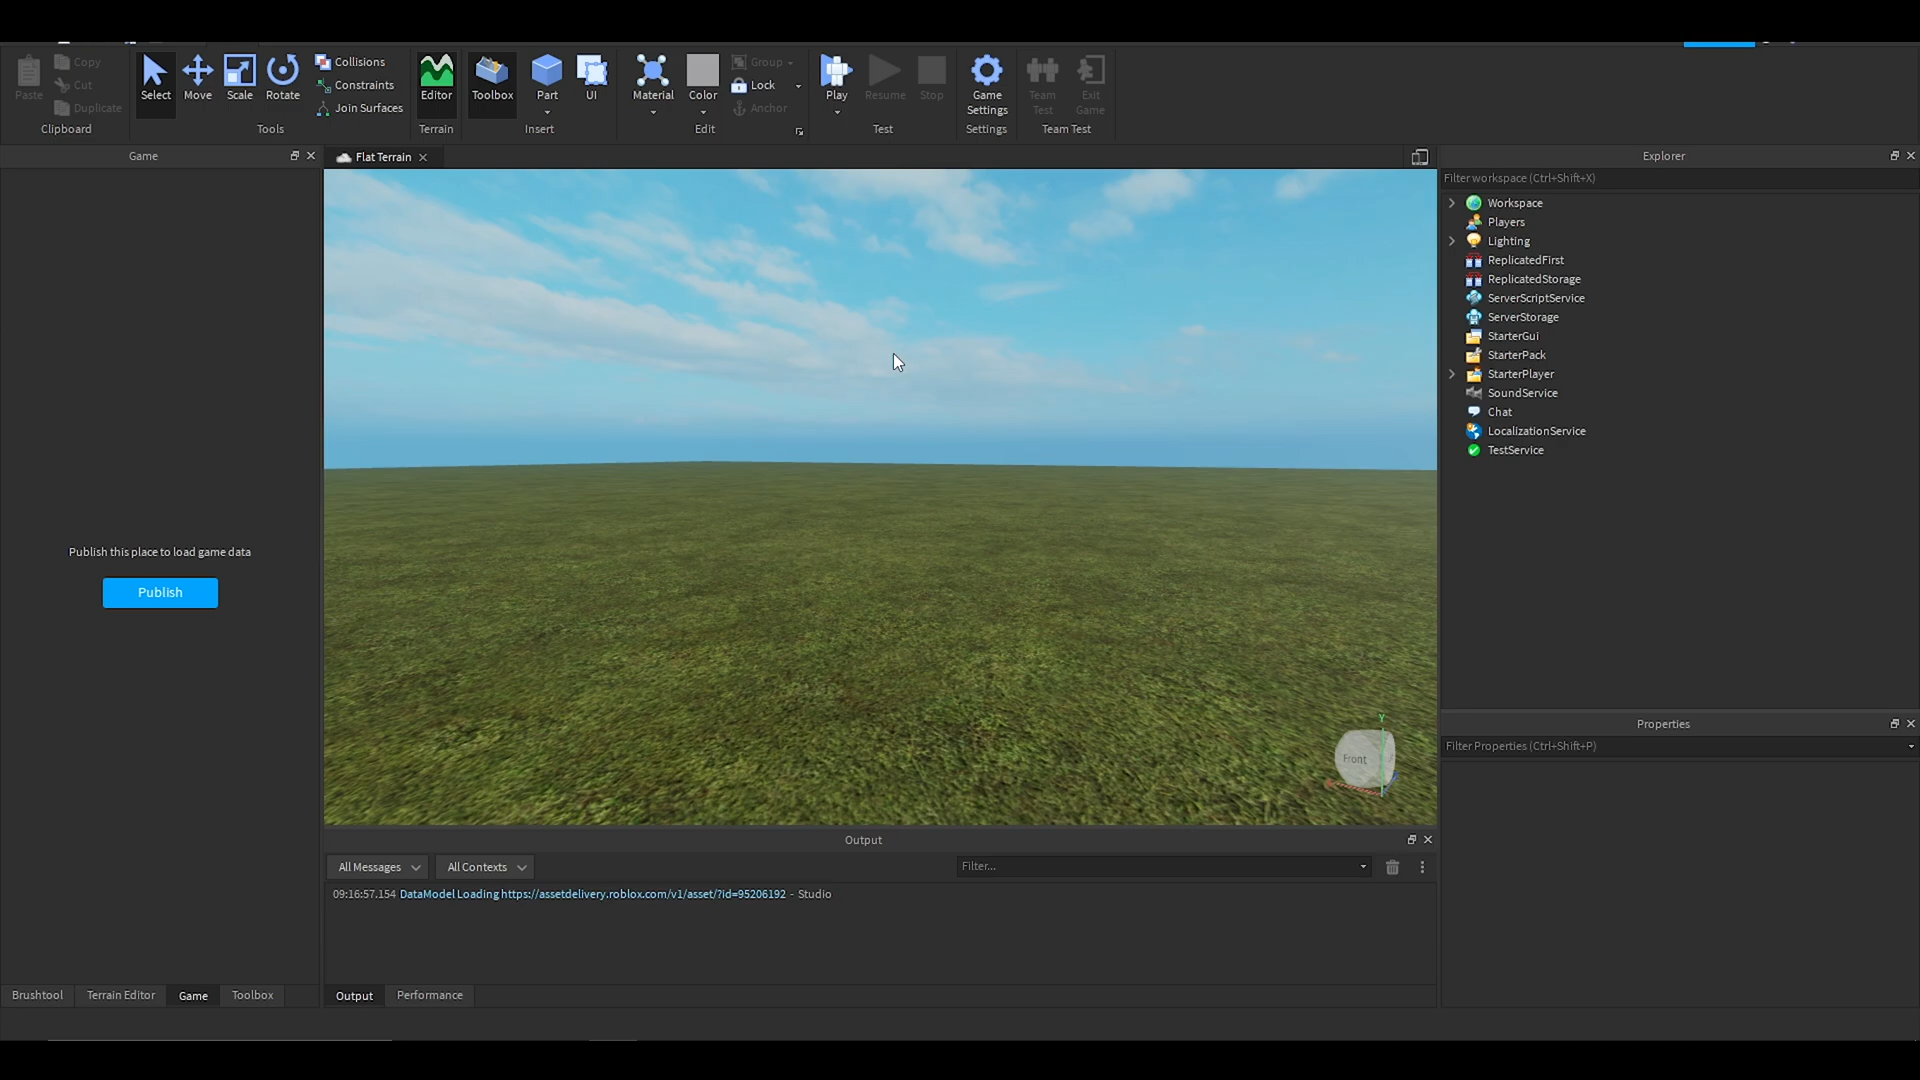 Paste
Copy
Cut
Duplicate
Clipboard
Select
Move
Scale
Rotate
Collisions
Constraints
Join Surfaces
Tools
Editor
Terrain
Toolbox
Part
UI
Insert
Material
Color
Group
Lock
Anchor
Edit
Play
Resume
Stop
Test
Game
Settings
Settings
Team
Test
Exit
Game
Team Test
Game
Flat Terrain
Explorer
Filter workspace (Ctrl+Shift+X)
Workspace
Players
Lighting
ReplicatedFirst
ReplicatedStorage
ServerScriptService
ServerStorage
StarterGui
StarterPack
StarterPlayer
SoundService
Chat
LocalizationService
TestService
Publish this place to load game data
Publish
Y
Front
Properties
Filter Properties (Ctrl+Shift+P)
Output
All Messages
All Contexts
Filter...
09:16:57.154 DataModel Loading https://assetdelivery.roblox.com/v1/asset/?id=95206192 - Studio
Brushtool
Terrain Editor
Game
Toolbox
Output
Performance